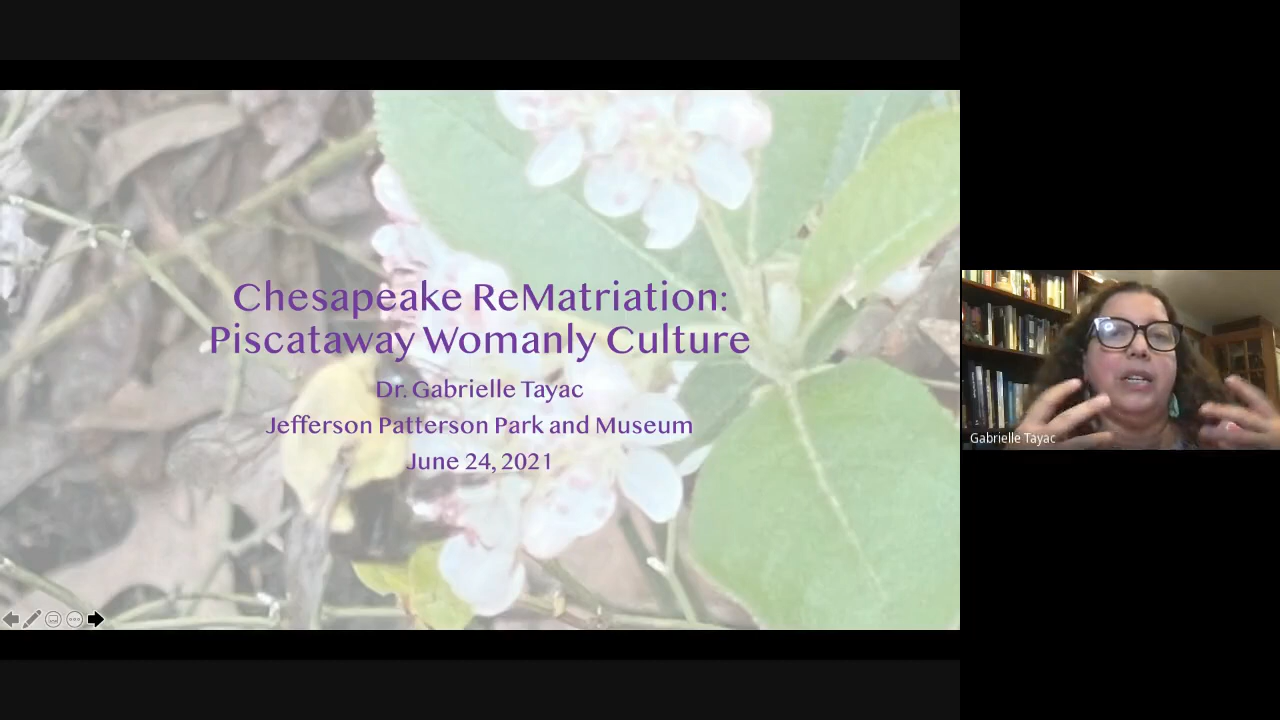 Chesapeake ReMatriation:
Piscataway Womanly Culture
Dr. Gabrielle Tayac
Jefferson Patterson Park and Museum
June 24, 2021
Gabrielle Tayac